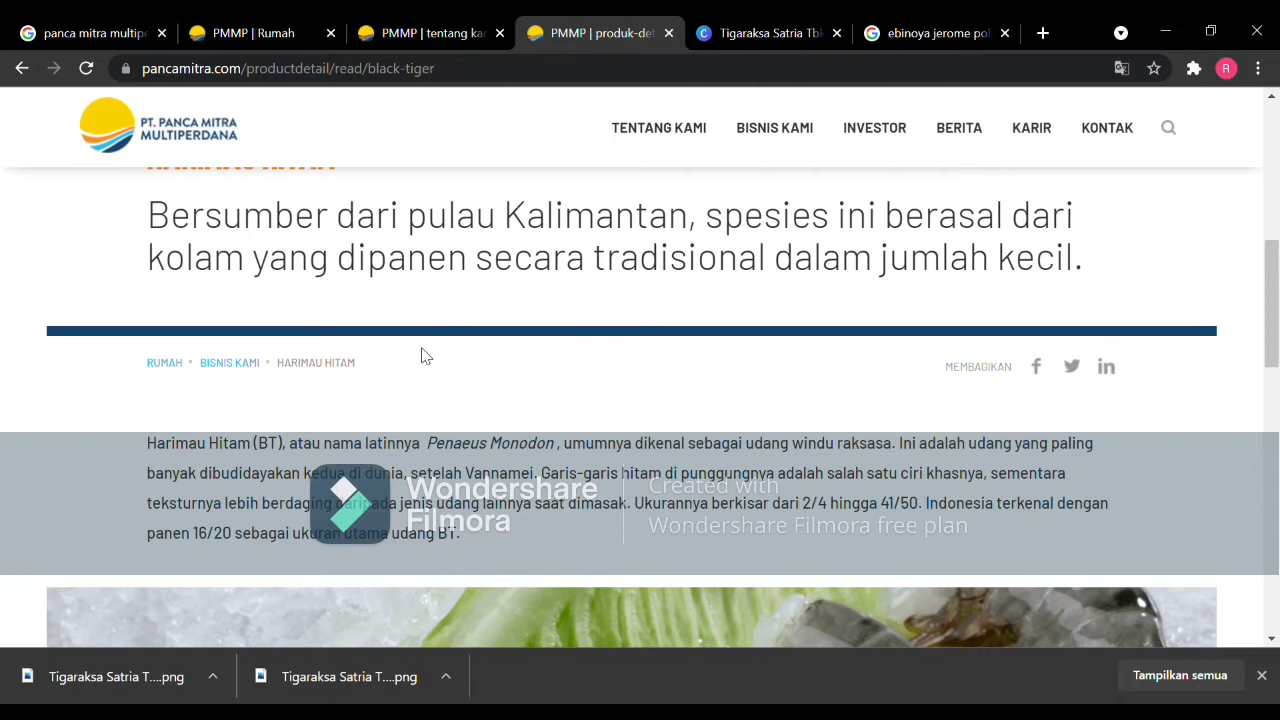 panca mitra multipe
PMMP | Rumah
PMMP | tentang ka
PMMP | produk-de
Tigaraksa Satria Tb
ebinoya jerome pol
pancamitra.com/productdetail/read/black-tiger
R
PT. PANCA MITRA
MULTIPERDANA
TENTANG KAMI
BISNIS KAMI
INVESTOR
BERITA
KARIR
KONTAK
Bersumber dari pulau Kalimantan, spesies ini berasal dari
kolam yang dipanen secara tradisional dalam jumlah kecil.
RUMAH • BISNIS KAMI • HARIMAU HITAM
MEMBAGIKAN
Harimau Hitam (BT), atau nama latinnya Penaeus Monodon , umumnya dikenal sebagai udang windu raksasa. Ini adalah udang yang paling
banyak dibudidayakan kedua di dunia, setelah Vannamei. Garis-garis hitam di punggungnya adalah salah satu ciri khasnya, sementara
teksturnya lebih berdaging daripada jenis udang lainnya saat dimasak. Ukurannya berkisar dari 2/4 hingga 41/50. Indonesia terkenal dengan
panen 16/20 sebagai ukuran utama udang BT.
Wondershare
Filmora
Created with
Wondershare Filmora free plan
Tigaraksa Satria T....png
Tigaraksa Satria T....png
Tampilkan semua